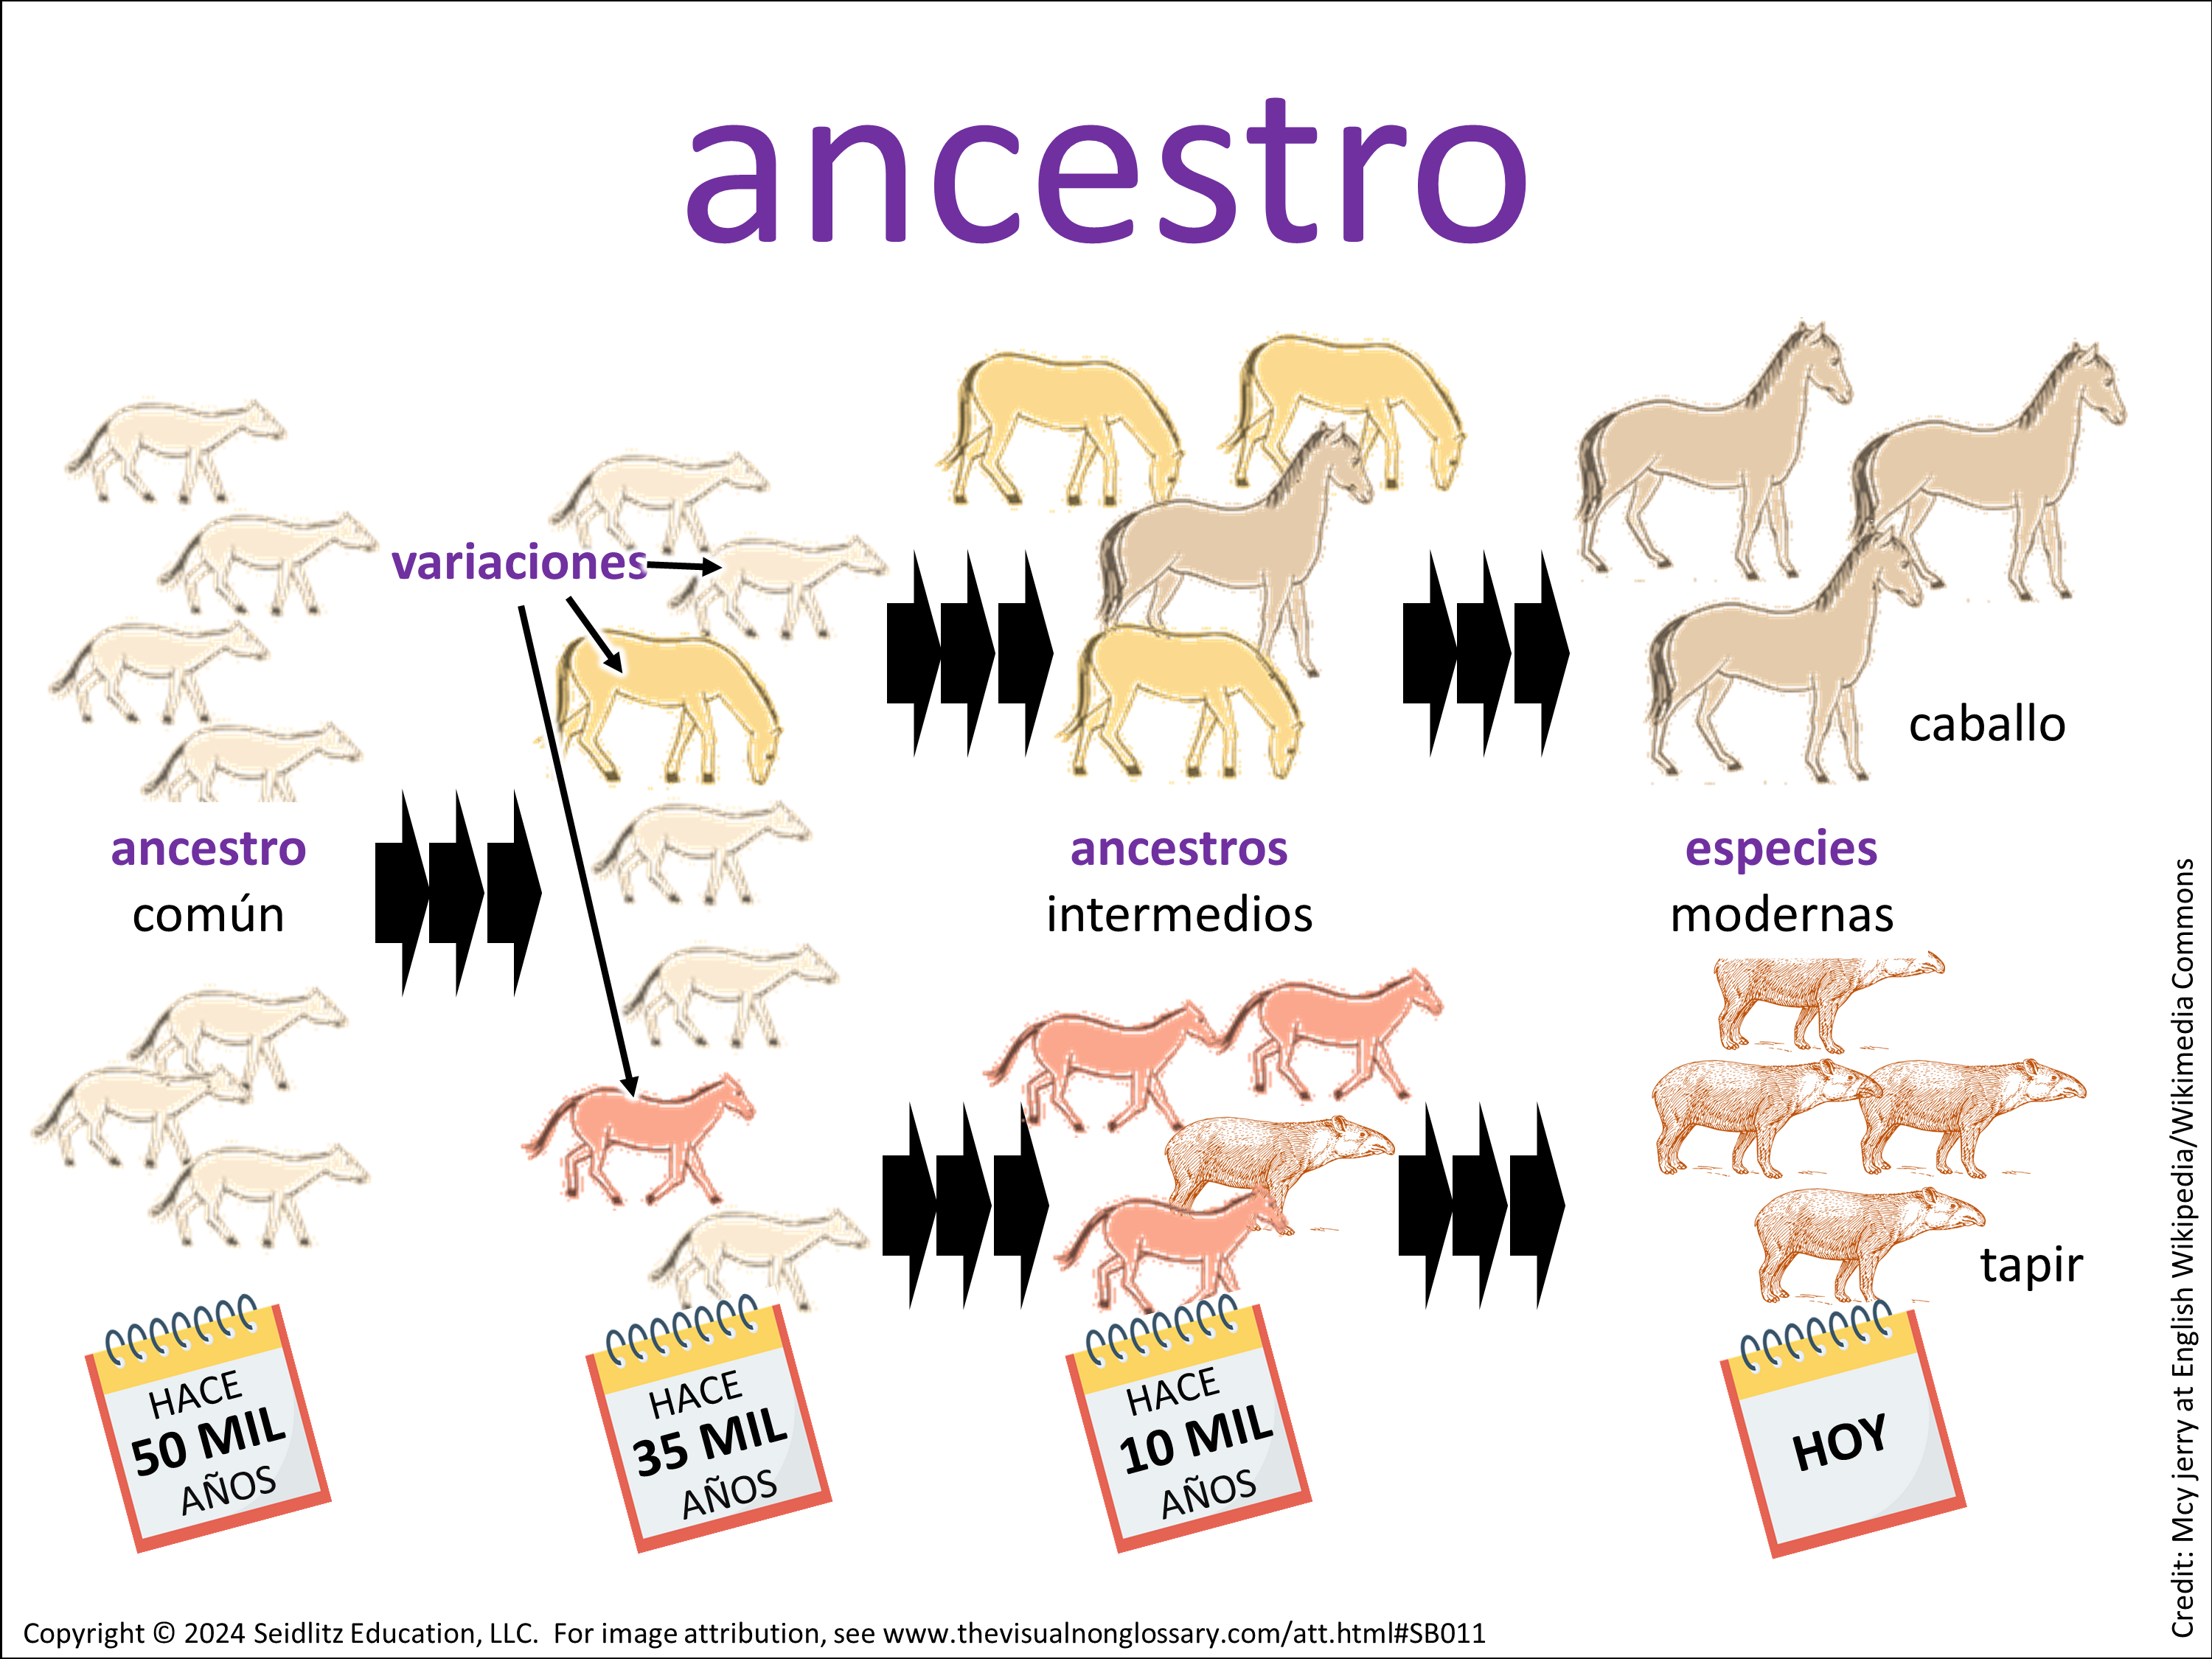 ancestro
variaciones
caballo
ancestro
común
ancestros
intermedios
especies
modernas
tapir
HACE
50 MIL
AÑOS
HACE
35 MIL
AÑOS
HACE
10 MIL
AÑOS
HOY
Copyright © 2024 Seidlitz Education, LLC.  For image attribution, see www.thevisualnonglossary.com/att.html#SB011
Credit: Mcy jerry at English Wikipedia/Wikimedia Commons